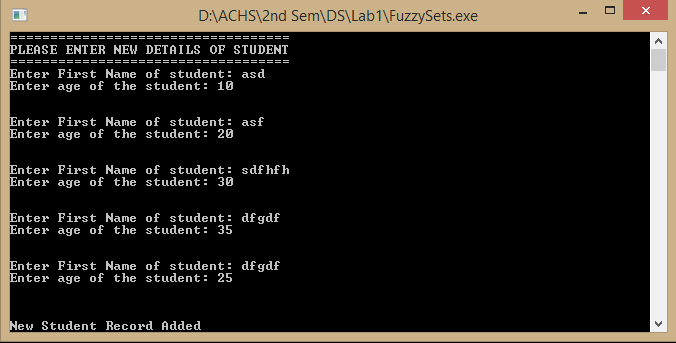 D:\ACHS\2nd Sem\DS\Lab1\FuzzySets.exe
===================================
PLEASE ENTER NEW DETAILS OF STUDENT
===================================
Enter First Name of student: asd
Enter age of the student: 10
Enter First Name of student: asf
Enter age of the student: 20
Enter First Name of student: sdfhfh
Enter age of the student: 30
Enter First Name of student: dfgdf
Enter age of the student: 35
Enter First Name of student: dfgdf
Enter age of the student: 25
New Student Record Added